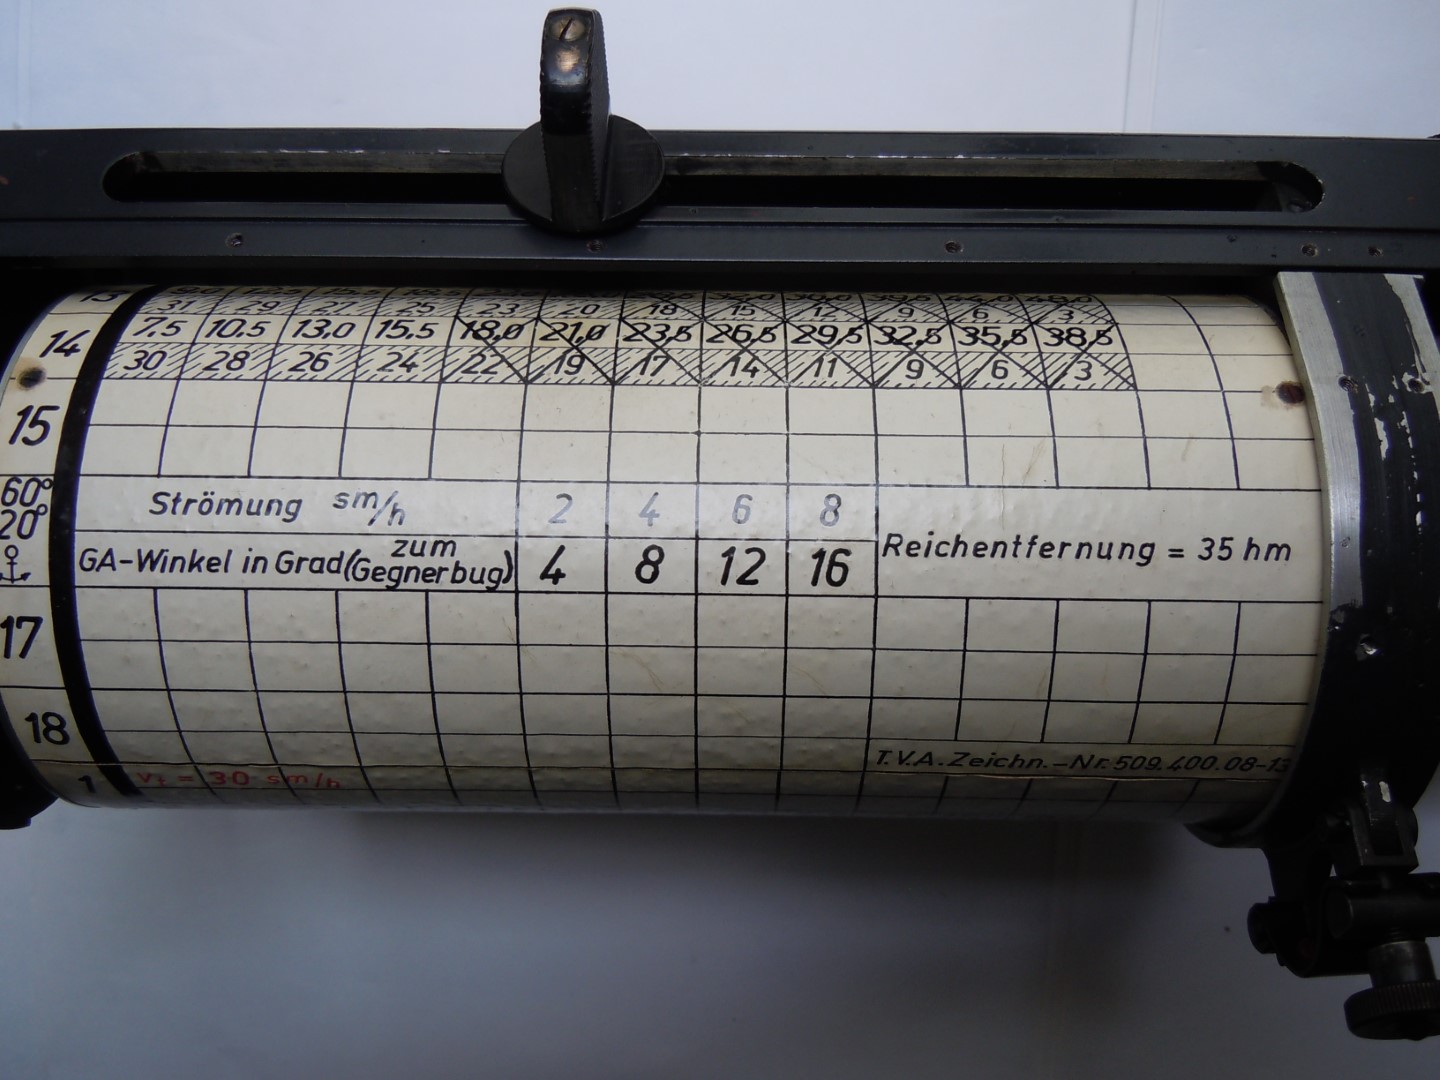 31 29 27 25 23 20 18 15 12 9 6 3
14 7.5 10.5 13,0 15,5 18,0 21,0 23,5 26,5 29,5 32,5 35,5 38,5
30 28 26 24 22 19 17 14 11 9 6 3
15
60° Strömung sm/h 2 4 6 8
20°
GA-Winkel in Grad (zum Gegnerbug) 4 8 12 16 Reichentfernung = 35 hm
17
18
T.V.A. Zeichn.-Nr. 509.400.08-13
1 v₂ = 30 sm/h